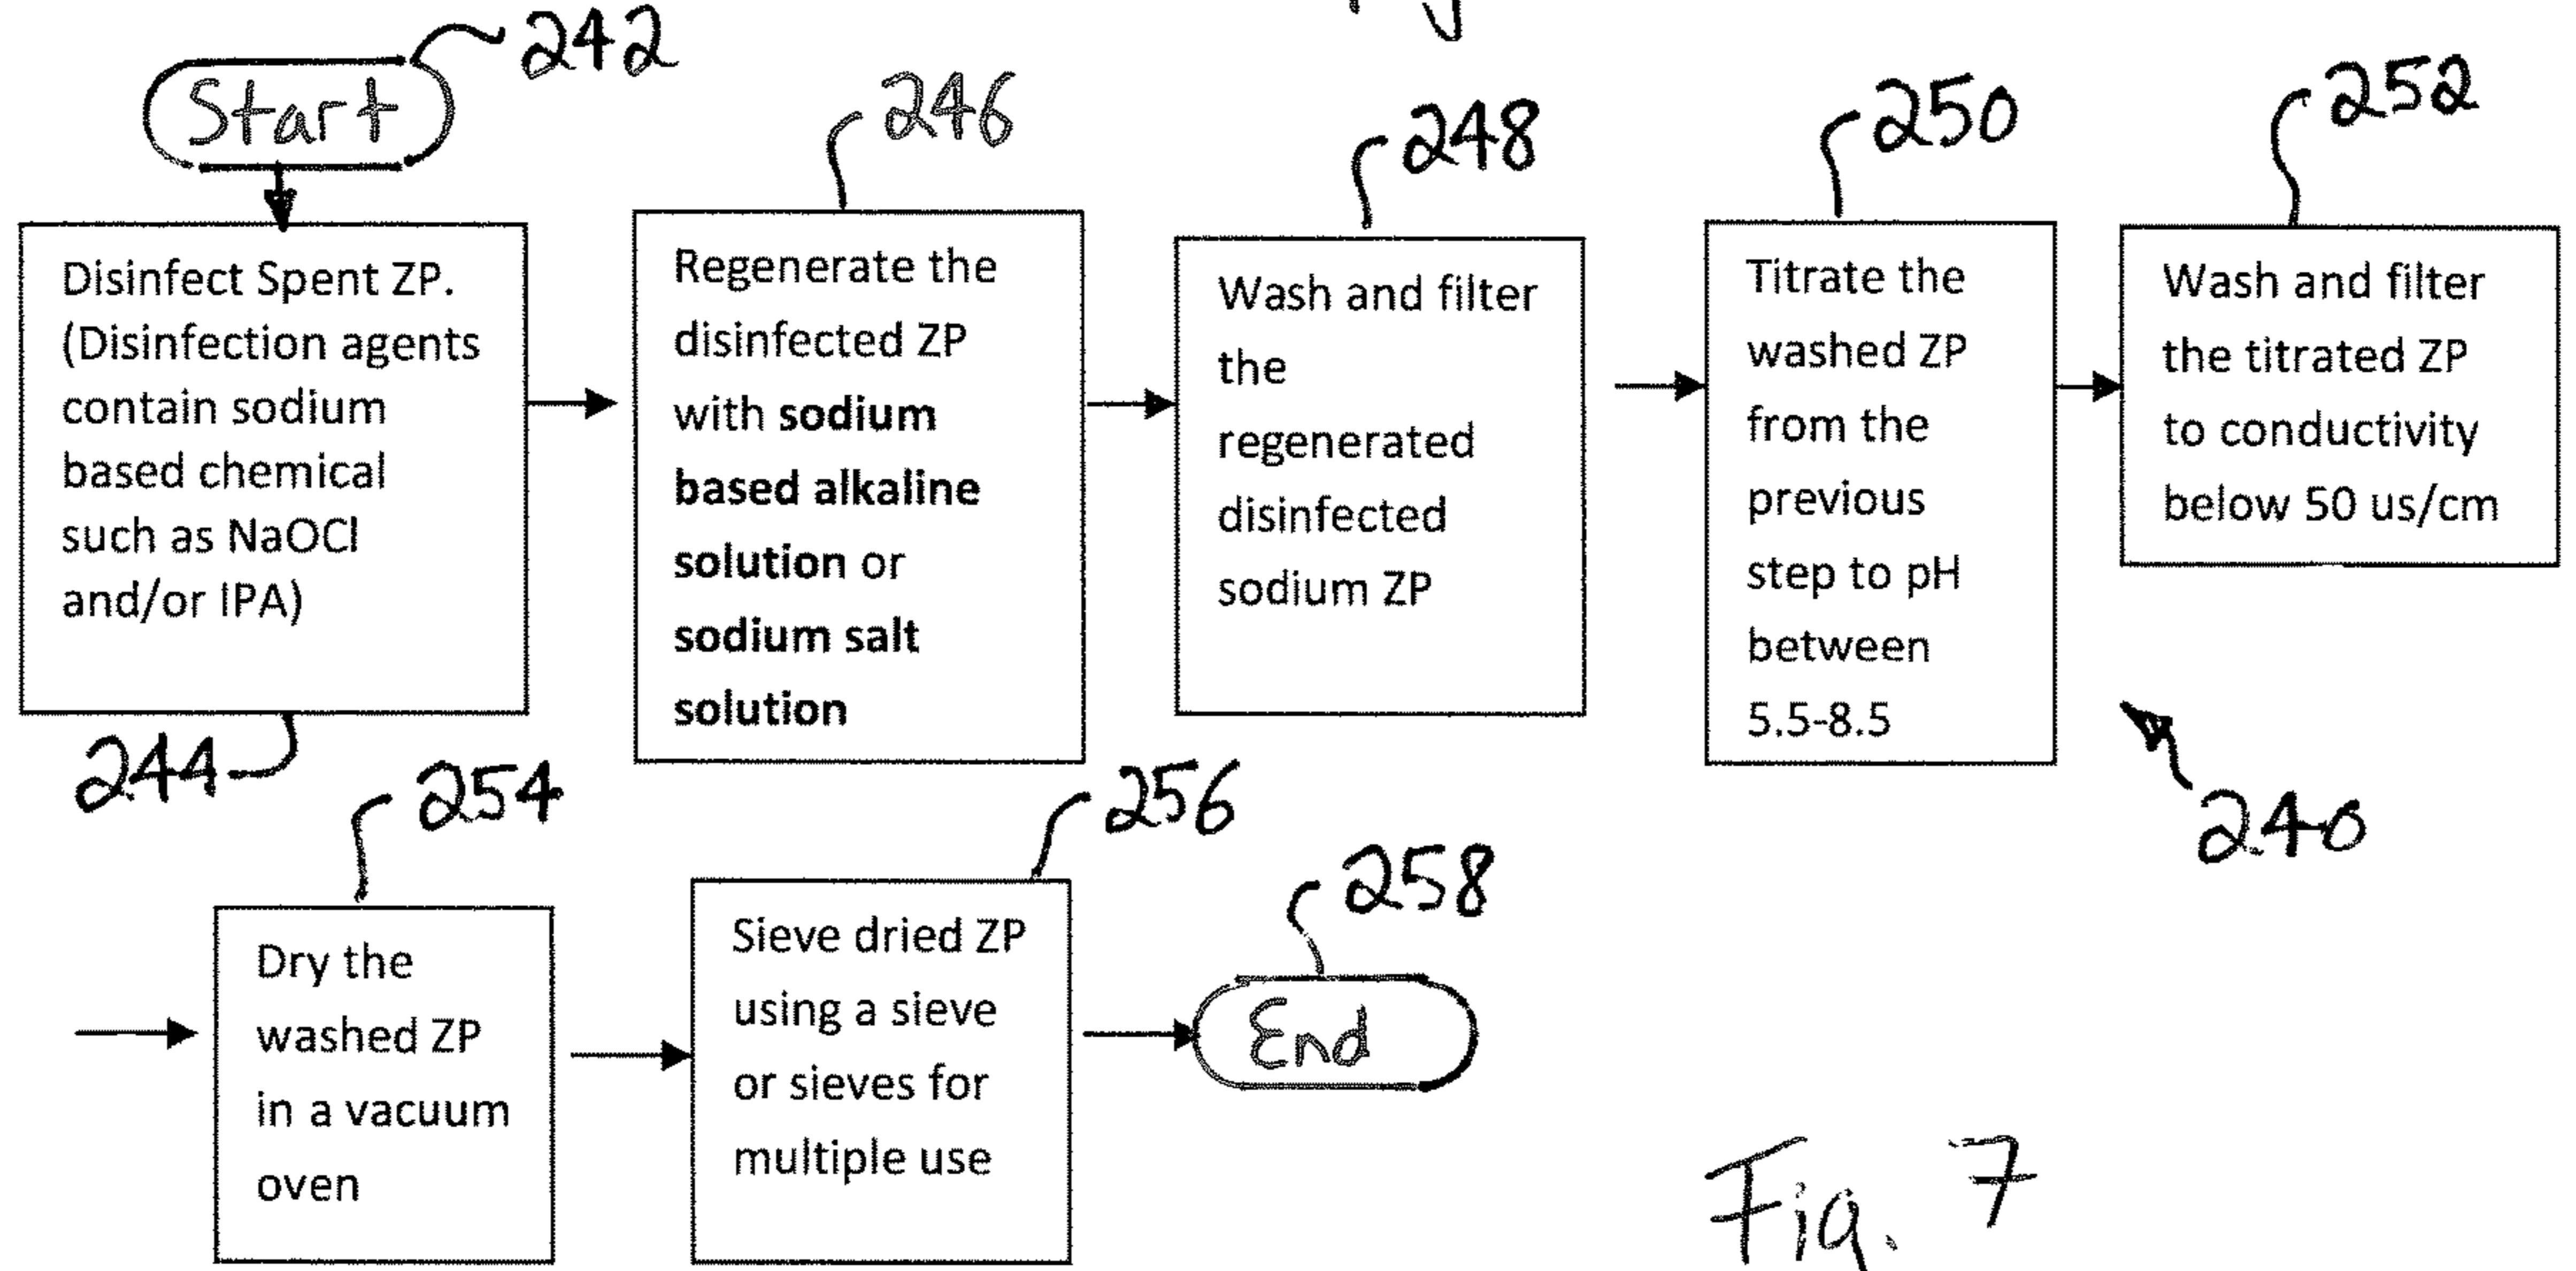 242
Start
246
248
250
252
Disinfect Spent ZP.
(Disinfection agents
contain sodium
based chemical
such as NaOCl
and/or IPA)
244
Regenerate the
disinfected ZP
with sodium
based alkaline
solution or
sodium salt
solution
Wash and filter
the
regenerated
disinfected
sodium ZP
Titrate the
washed ZP
from the
previous
step to pH
between
5.5-8.5
Wash and filter
the titrated ZP
to conductivity
below 50 us/cm
240
254
Dry the
washed ZP
in a vacuum
oven
256
Sieve dried ZP
using a sieve
or sieves for
multiple use
258
End
Fig. 7